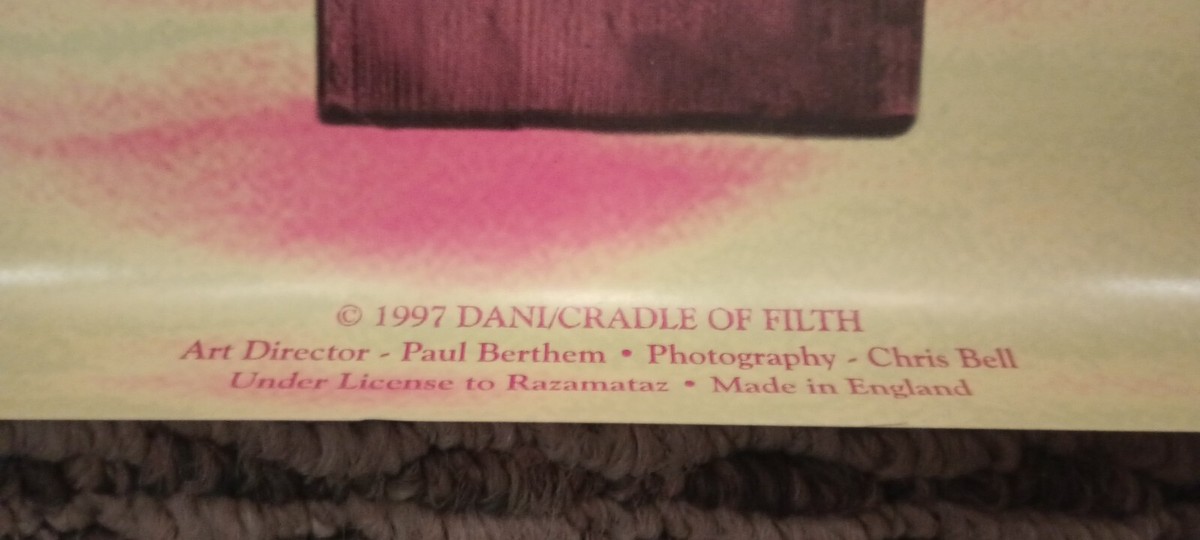 © 1997 DANI/CRADLE OF FILTH
Art Director - Paul Berthem • Photography - Chris Bell
Under License to Razamataz • Made in England